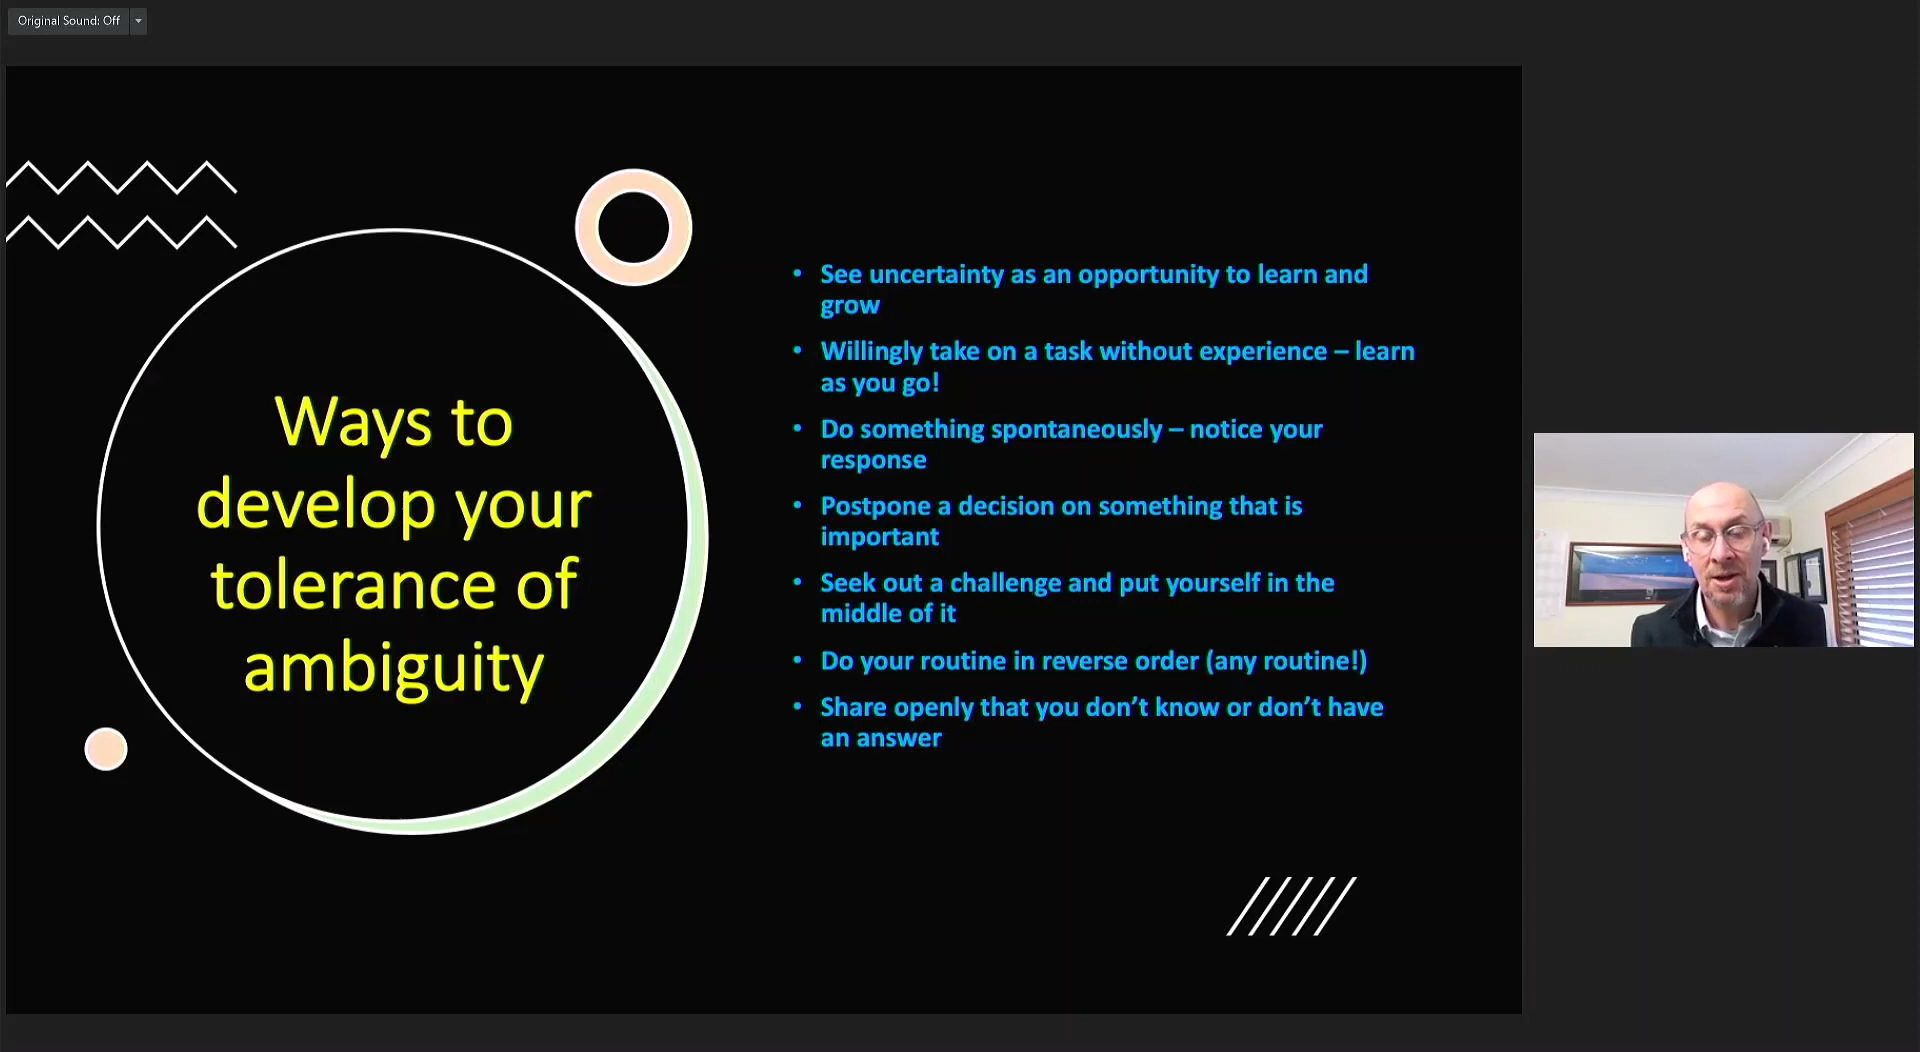 Original Sound: Off
Ways to
develop your
tolerance of
ambiguity
• See uncertainty as an opportunity to learn and
grow
• Willingly take on a task without experience – learn
as you go!
• Do something spontaneously – notice your
response
• Postpone a decision on something that is
important
• Seek out a challenge and put yourself in the
middle of it
• Do your routine in reverse order (any routine!)
• Share openly that you don’t know or don’t have
an answer